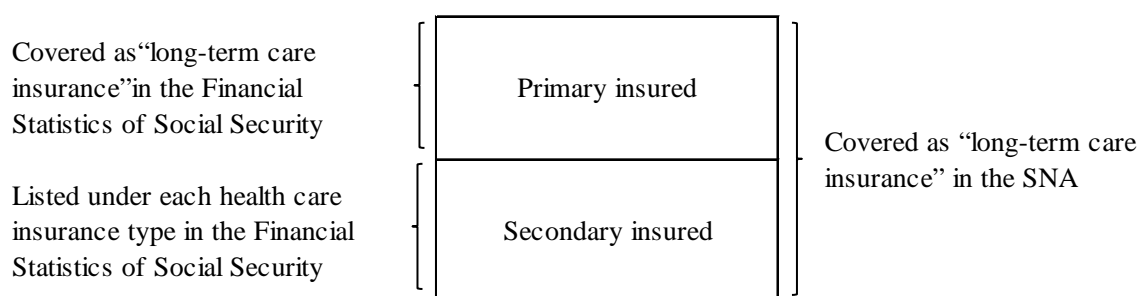 Covered as“long-term care
insurance”in the Financial
Statistics of Social Security
Primary insured
Covered as “long-term care
insurance” in the SNA
Listed under each health care
insurance type in the Financial
Statistics of Social Security
Secondary insured